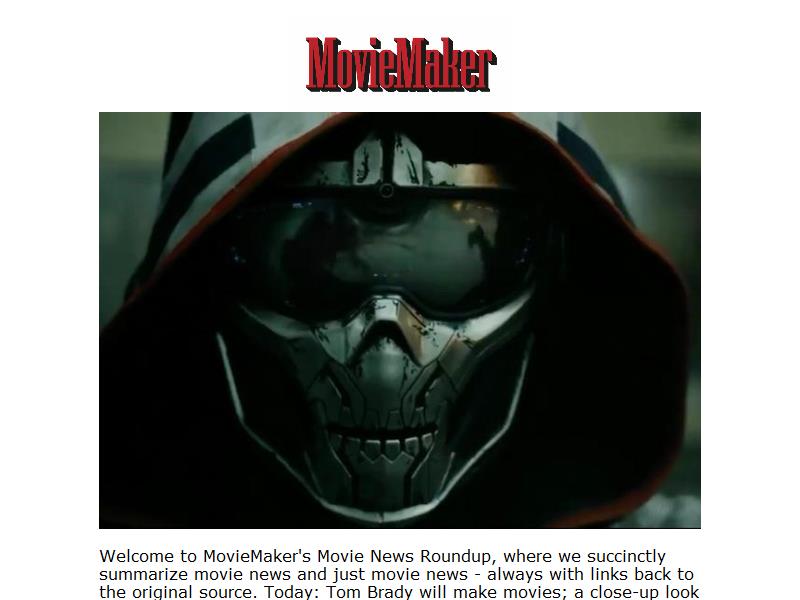 MovieMaker
Welcome to MovieMaker's Movie News Roundup, where we succinctly
summarize movie news and just movie news - always with links back to
the original source. Today: Tom Brady will make movies; a close-up look